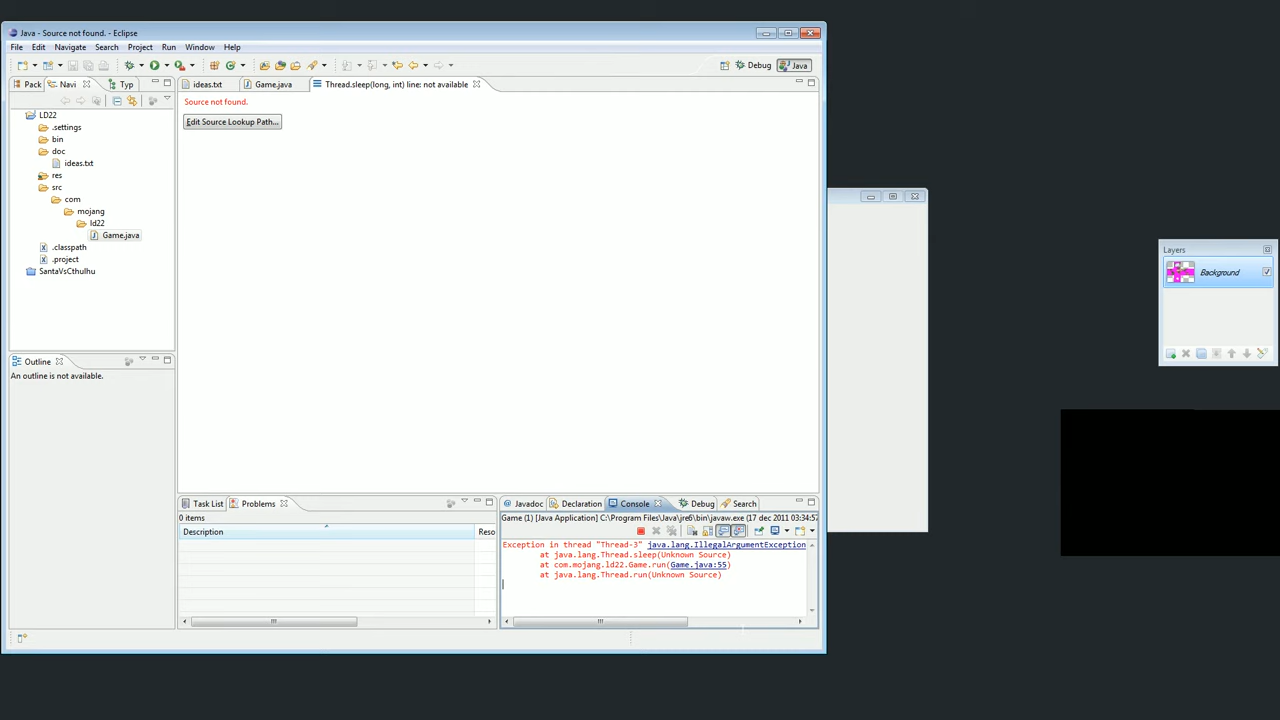 Java - Source not found. - Eclipse
File Edit Navigate Search Project Run Window Help
Debug Java
Pack Navi Typ
ideas.txt Game.java Thread.sleep(long, int) line: not available
Source not found.
Edit Source Lookup Path...
LD22
.settings
bin
doc
ideas.txt
res
src
com
mojang
ld22
Game.java
.classpath
.project
SantaVsCthulhu
Outline
An outline is not available.
Task List Problems
0 items
Description Reso
Javadoc Declaration Console Debug Search
Game (1) [Java Application] C:\Program Files\Java\jre6\bin\javaw.exe (17 dec 2011 03:34:57
Exception in thread "Thread-3" java.lang.IllegalArgumentException
at java.lang.Thread.sleep(Unknown Source)
at com.mojang.ld22.Game.run(Game.java:55)
at java.lang.Thread.run(Unknown Source)
Layers
Background